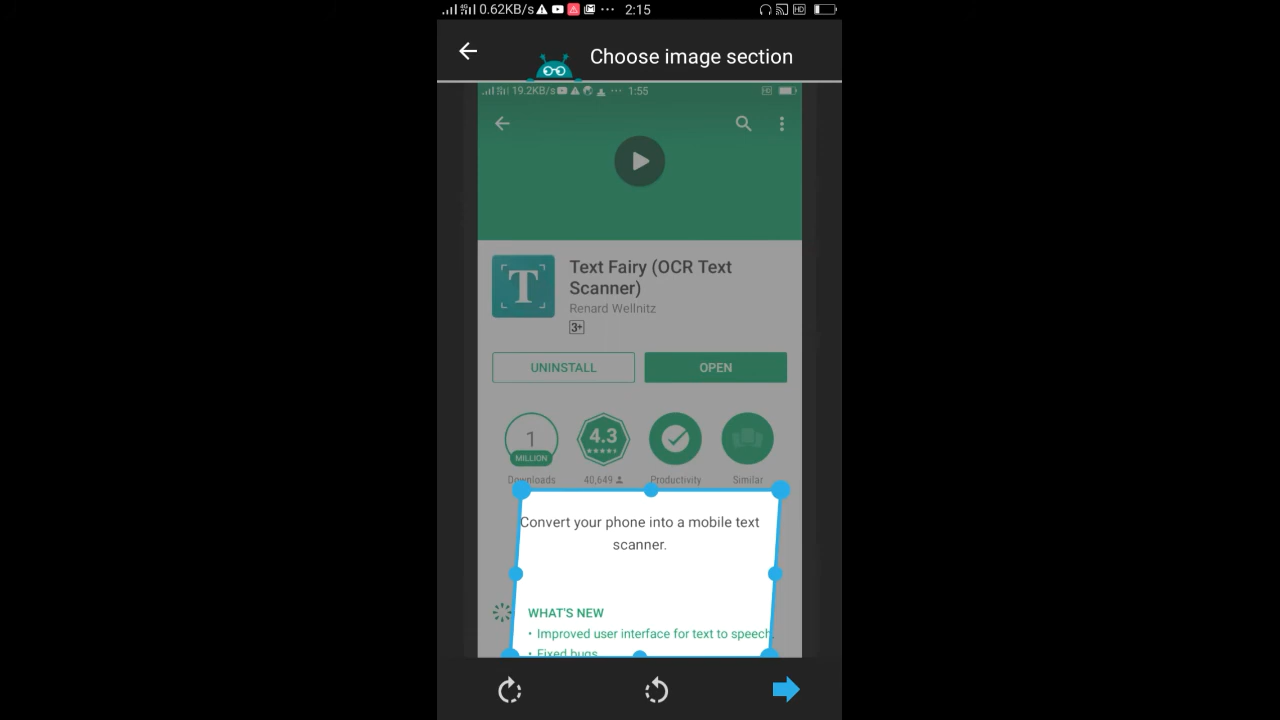 0.62KB/s ... 2:15 HD
Choose image section
19.2KB/s ... 1:55
T
Text Fairy (OCR Text
Scanner)
Renard Wellnitz
3+
UNINSTALL
OPEN
1
MILLION
4.3
Downloads
40,649
Productivity
Similar
Convert your phone into a mobile text
scanner.
WHAT'S NEW
• Improved user interface for text to speech.
• Fixed bugs